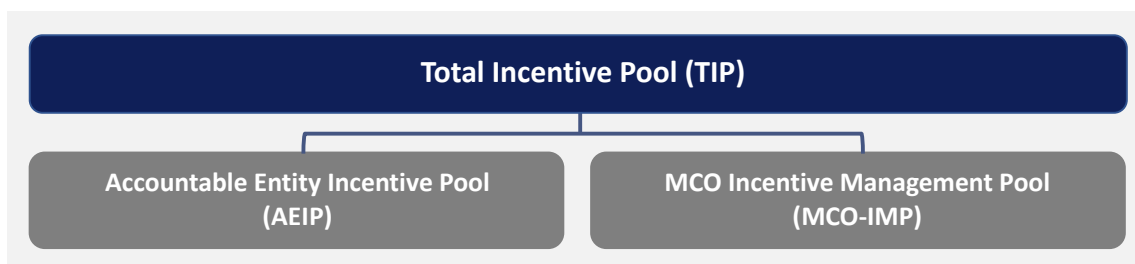 Total Incentive Pool (TIP)
Accountable Entity Incentive Pool
(AEIP)
MCO Incentive Management Pool
(MCO-IMP)